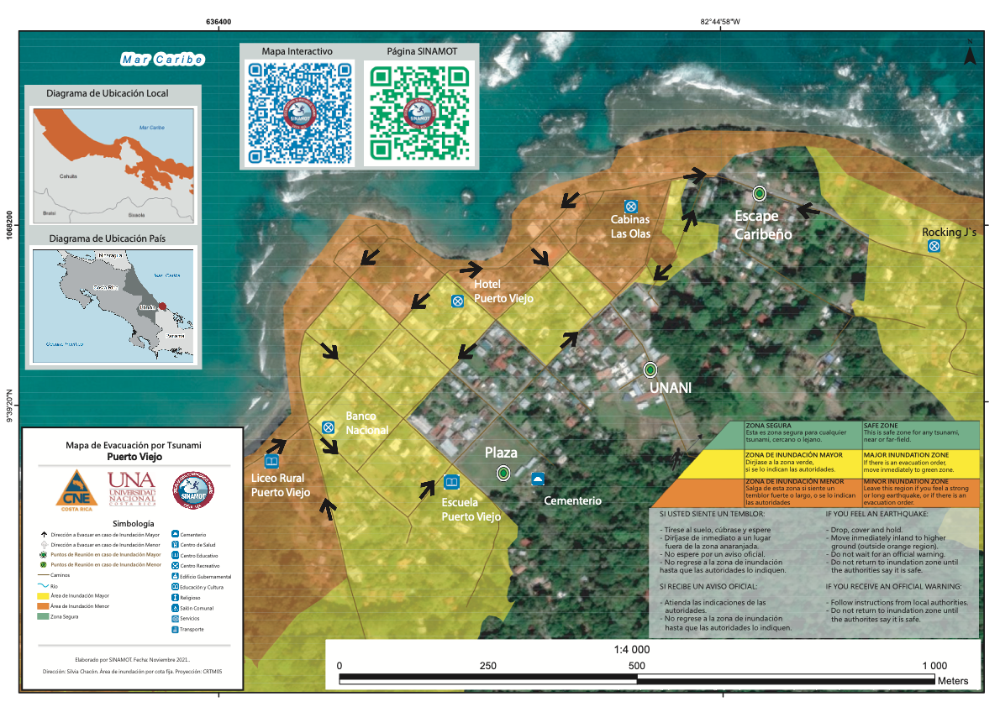 636400
82°44'58"W
Mar Caribe
Mapa Interactivo
Página SINAMOT
SINAMOT
SINAMOT
N
Diagrama de Ubicación Local
Mar Caribe
Cahuita
Bratsi
Sixaola
Diagrama de Ubicación País
Nicaragua
Mar Caribe
Costa Rica
Limón
Panama
Océano Pacífico
1068200
9°39'20"N
Cabinas
Las Olas
Escape
Caribeño
Rocking J`s
Hotel
Puerto Viejo
UNANI
Banco
Nacional
Plaza
Liceo Rural
Puerto Viejo
Escuela
Puerto Viejo
Cementerio
Mapa de Evacuación por Tsunami
Puerto Viejo
CNE
COSTA RICA
UNA
UNIVERSIDAD
NACIONAL
COSTA RICA
SINAMOT
Simbología
Dirección a Evacuar en caso de Inundación Mayor
Dirección a Evacuar en caso de Inundación Menor
Puntos de Reunión en caso de Inundación Mayor
Puntos de Reunión en caso de Inundación Menor
Caminos
Río
Área de Inundación Mayor
Área de Inundación Menor
Zona Segura
Cementerio
Centro de Salud
Centro Educativo
Centro Recreativo
Edificio Gubernamental
Educación y Cultura
Religioso
Salón Comunal
Servicios
Transporte
Elaborado por SINAMOT. Fecha: Noviembre 2021..
Dirección: Silvia Chacón. Área de inundación por cota fija. Proyección: CRTM05
ZONA SEGURA
Esta es zona segura para cualquier
tsunami, cercano o lejano.
SAFE ZONE
This is safe zone for any tsunami,
near or far-field.
ZONA DE INUNDACIÓN MAYOR
Diríjase a la zona verde,
si se lo indican las autoridades.
MAJOR INUNDATION ZONE
If there is an evacuation order,
move immediately to green zone.
ZONA DE INUNDACIÓN MENOR
Salga de esta zona si siente un
temblor fuerte o largo, o se lo indican
las autoridades
MINOR INUNDATION ZONE
Leave this region if you feel a strong
or long earthquake, or if there is an
evacuation order.
SI USTED SIENTE UN TEMBLOR:
- Tírese al suelo, cúbrase y espere
- Diríjase de inmediato a un lugar
fuera de la zona anaranjada.
- No espere por un aviso oficial.
- No regrese a la zona de inundación
hasta que las autoridades lo indiquen.
SI RECIBE UN AVISO OFICIAL:
- Atienda las indicaciones de las
autoridades.
- No regrese a la zona de inundación
hasta que las autoridades lo indiquen.
IF YOU FEEL AN EARTHQUAKE:
- Drop, cover and hold.
- Move immediately inland to higher
ground (outside orange region).
- Do not wait for an official warning.
- Do not return to inundation zone until
the authorities say it is safe.
IF YOU RECEIVE AN OFFICIAL WARNING:
- Follow instructions from local authorities.
- Do not return to inundation zone until
the authorites say it is safe.
1:4 000
0
250
500
1 000
Meters